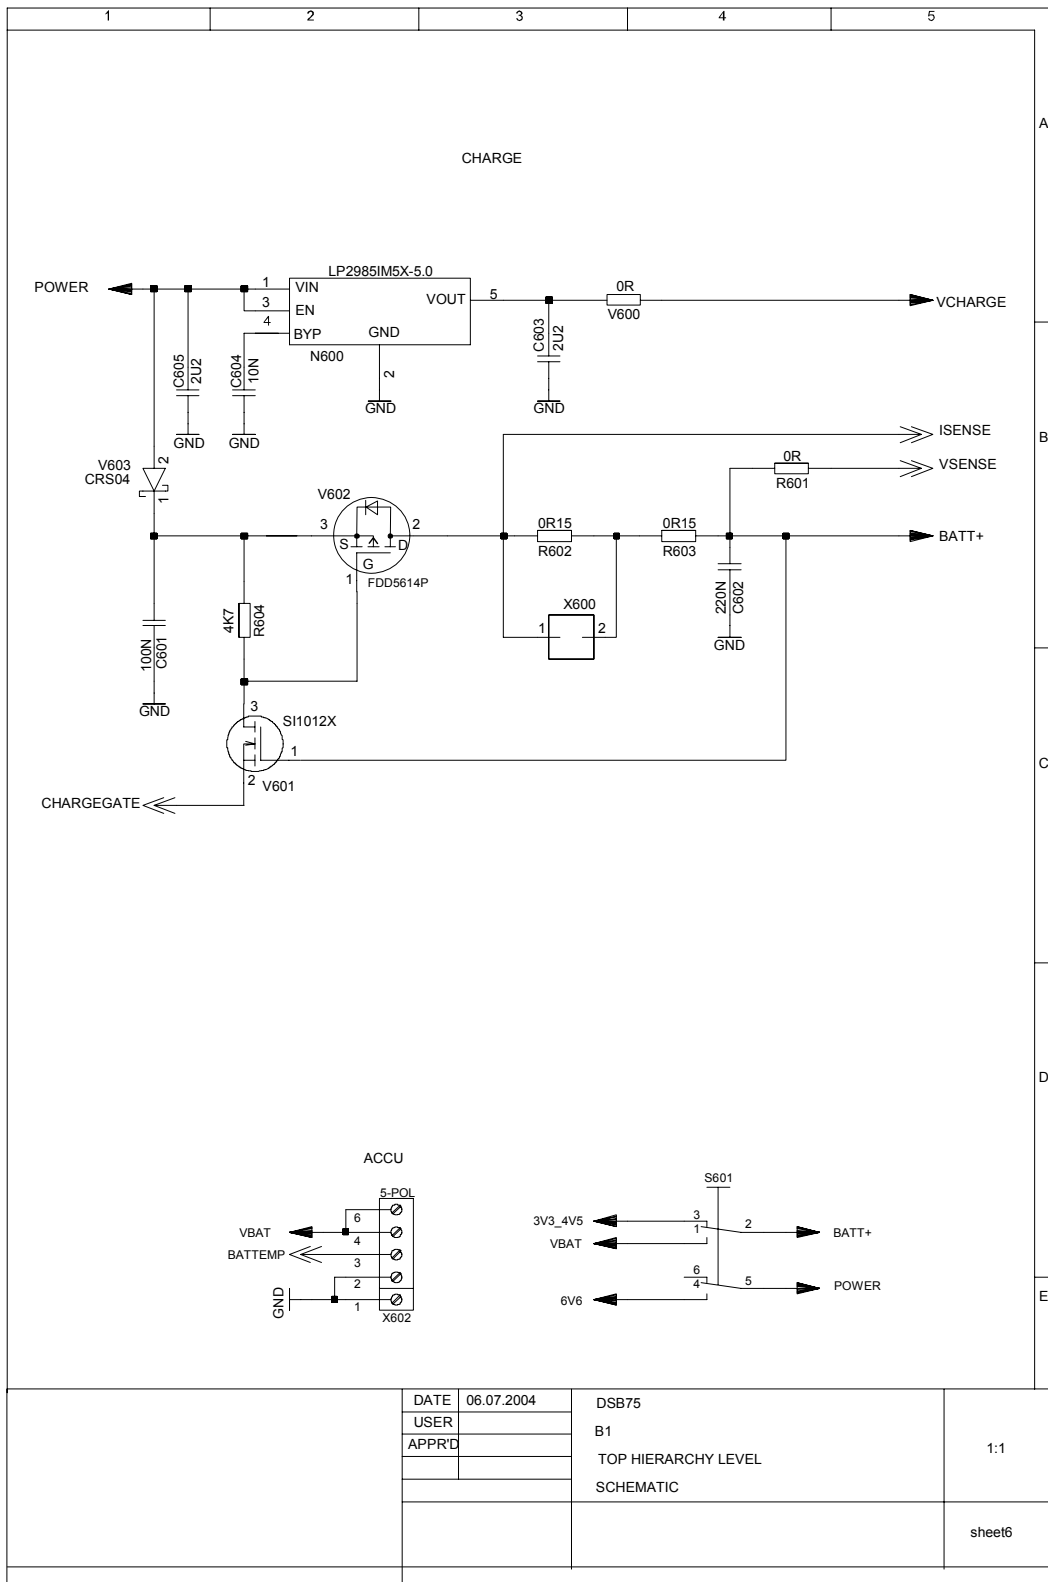 1 2 3 4 5
A
CHARGE
LP2985IM5X-5.0
POWER
1 VIN
3 EN
4 BYP
GND
VOUT 5
N600
2
GND
C605 2U2
GND
C604 10N
GND
C603 2U2
GND
0R
V600
VCHARGE
B
ISENSE
0R
R601
VSENSE
V603
CRS04
2
1
V602
3
2
S D
G
1
FDD5614P
0R15
R602
0R15
R603
BATT+
X600
1 2
220N C602
GND
4K7 R604
100N C601
GND
3
SI1012X
1
2
V601
CHARGEGATE
C
D
ACCU
5-POL
6
VBAT
4
BATTEMP
3
2
GND
1
X602
S601
3V3_4V5
3
1
2
BATT+
VBAT
6
4
5
POWER
6V6
E
DATE 06.07.2004
USER
APPR'D
DSB75
B1
TOP HIERARCHY LEVEL
SCHEMATIC
1:1
sheet6